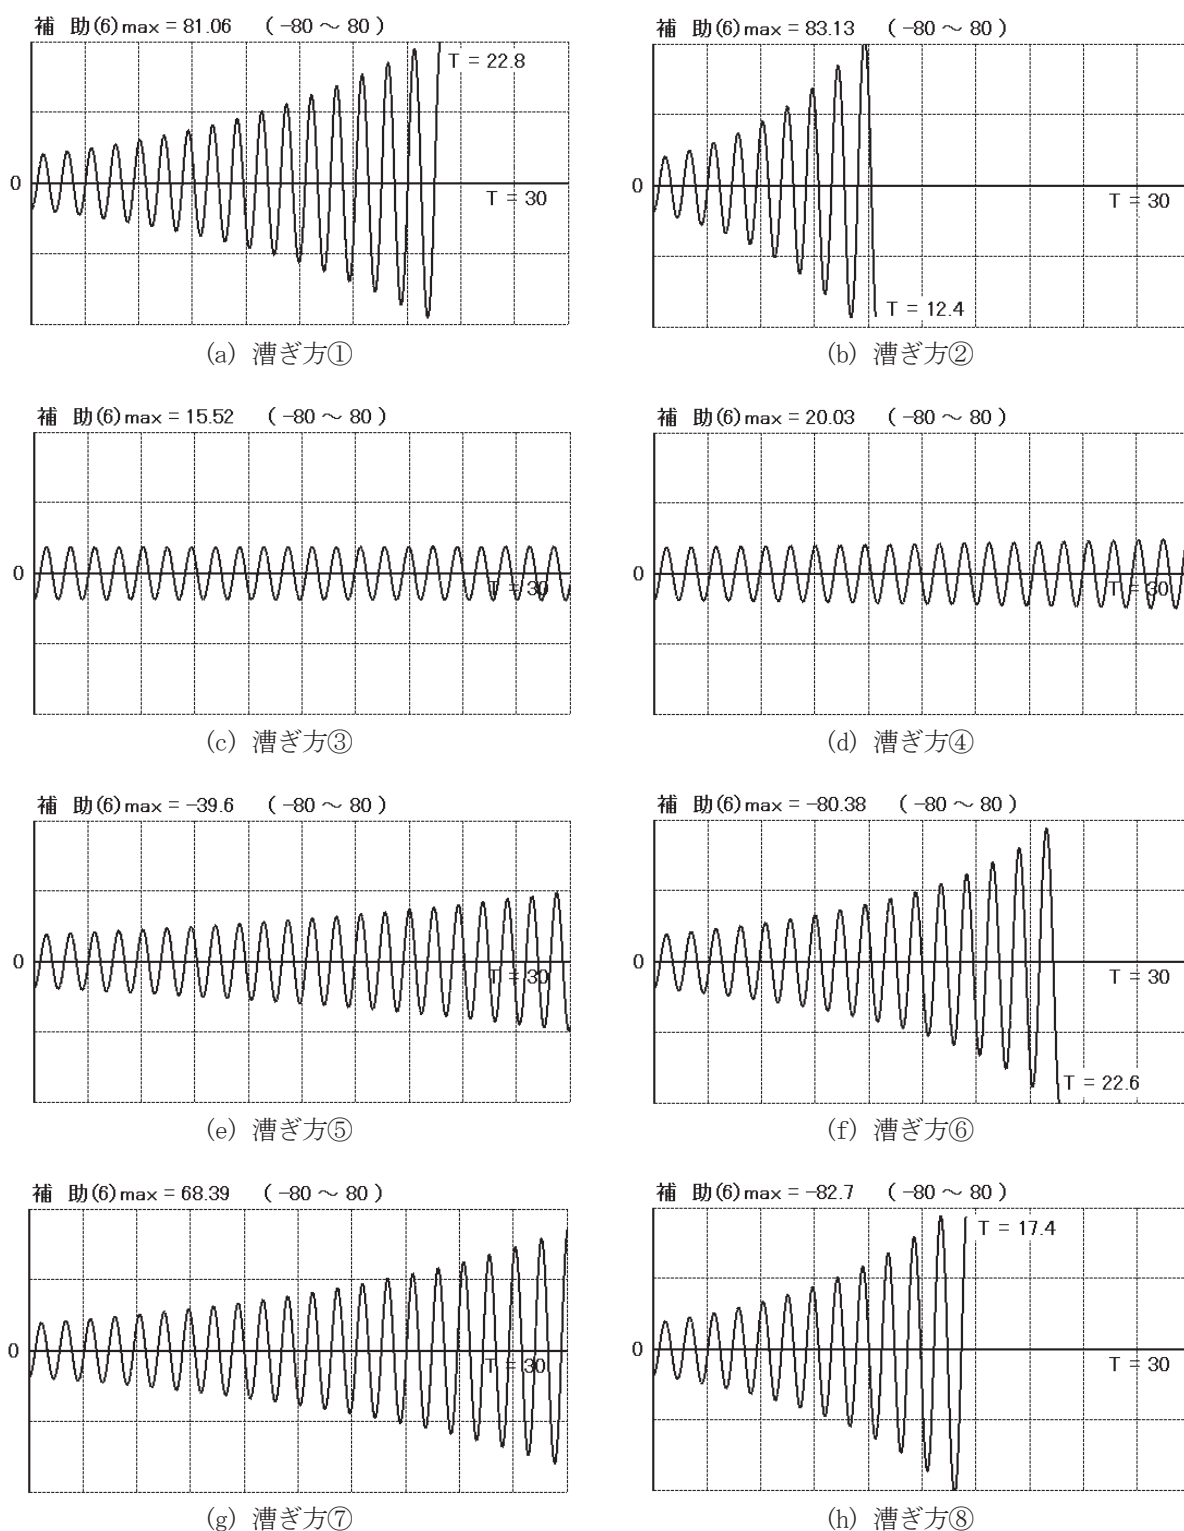 補 助(6)max = 81.06 ( -80 ～ 80 )
T = 22.8
0
T = 30
(a) 漕ぎ方①
補 助(6)max = 83.13 ( -80 ～ 80 )
0
T = 30
T = 12.4
(b) 漕ぎ方②
補 助(6)max = 15.52 ( -80 ～ 80 )
0
T = 30
(c) 漕ぎ方③
補 助(6)max = 20.03 ( -80 ～ 80 )
0
T = 30
(d) 漕ぎ方④
補 助(6)max = -39.6 ( -80 ～ 80 )
0
T = 30
(e) 漕ぎ方⑤
補 助(6)max = -80.38 ( -80 ～ 80 )
0
T = 30
T = 22.6
(f) 漕ぎ方⑥
補 助(6)max = 68.39 ( -80 ～ 80 )
0
T = 30
(g) 漕ぎ方⑦
補 助(6)max = -82.7 ( -80 ～ 80 )
T = 17.4
0
T = 30
(h) 漕ぎ方⑧